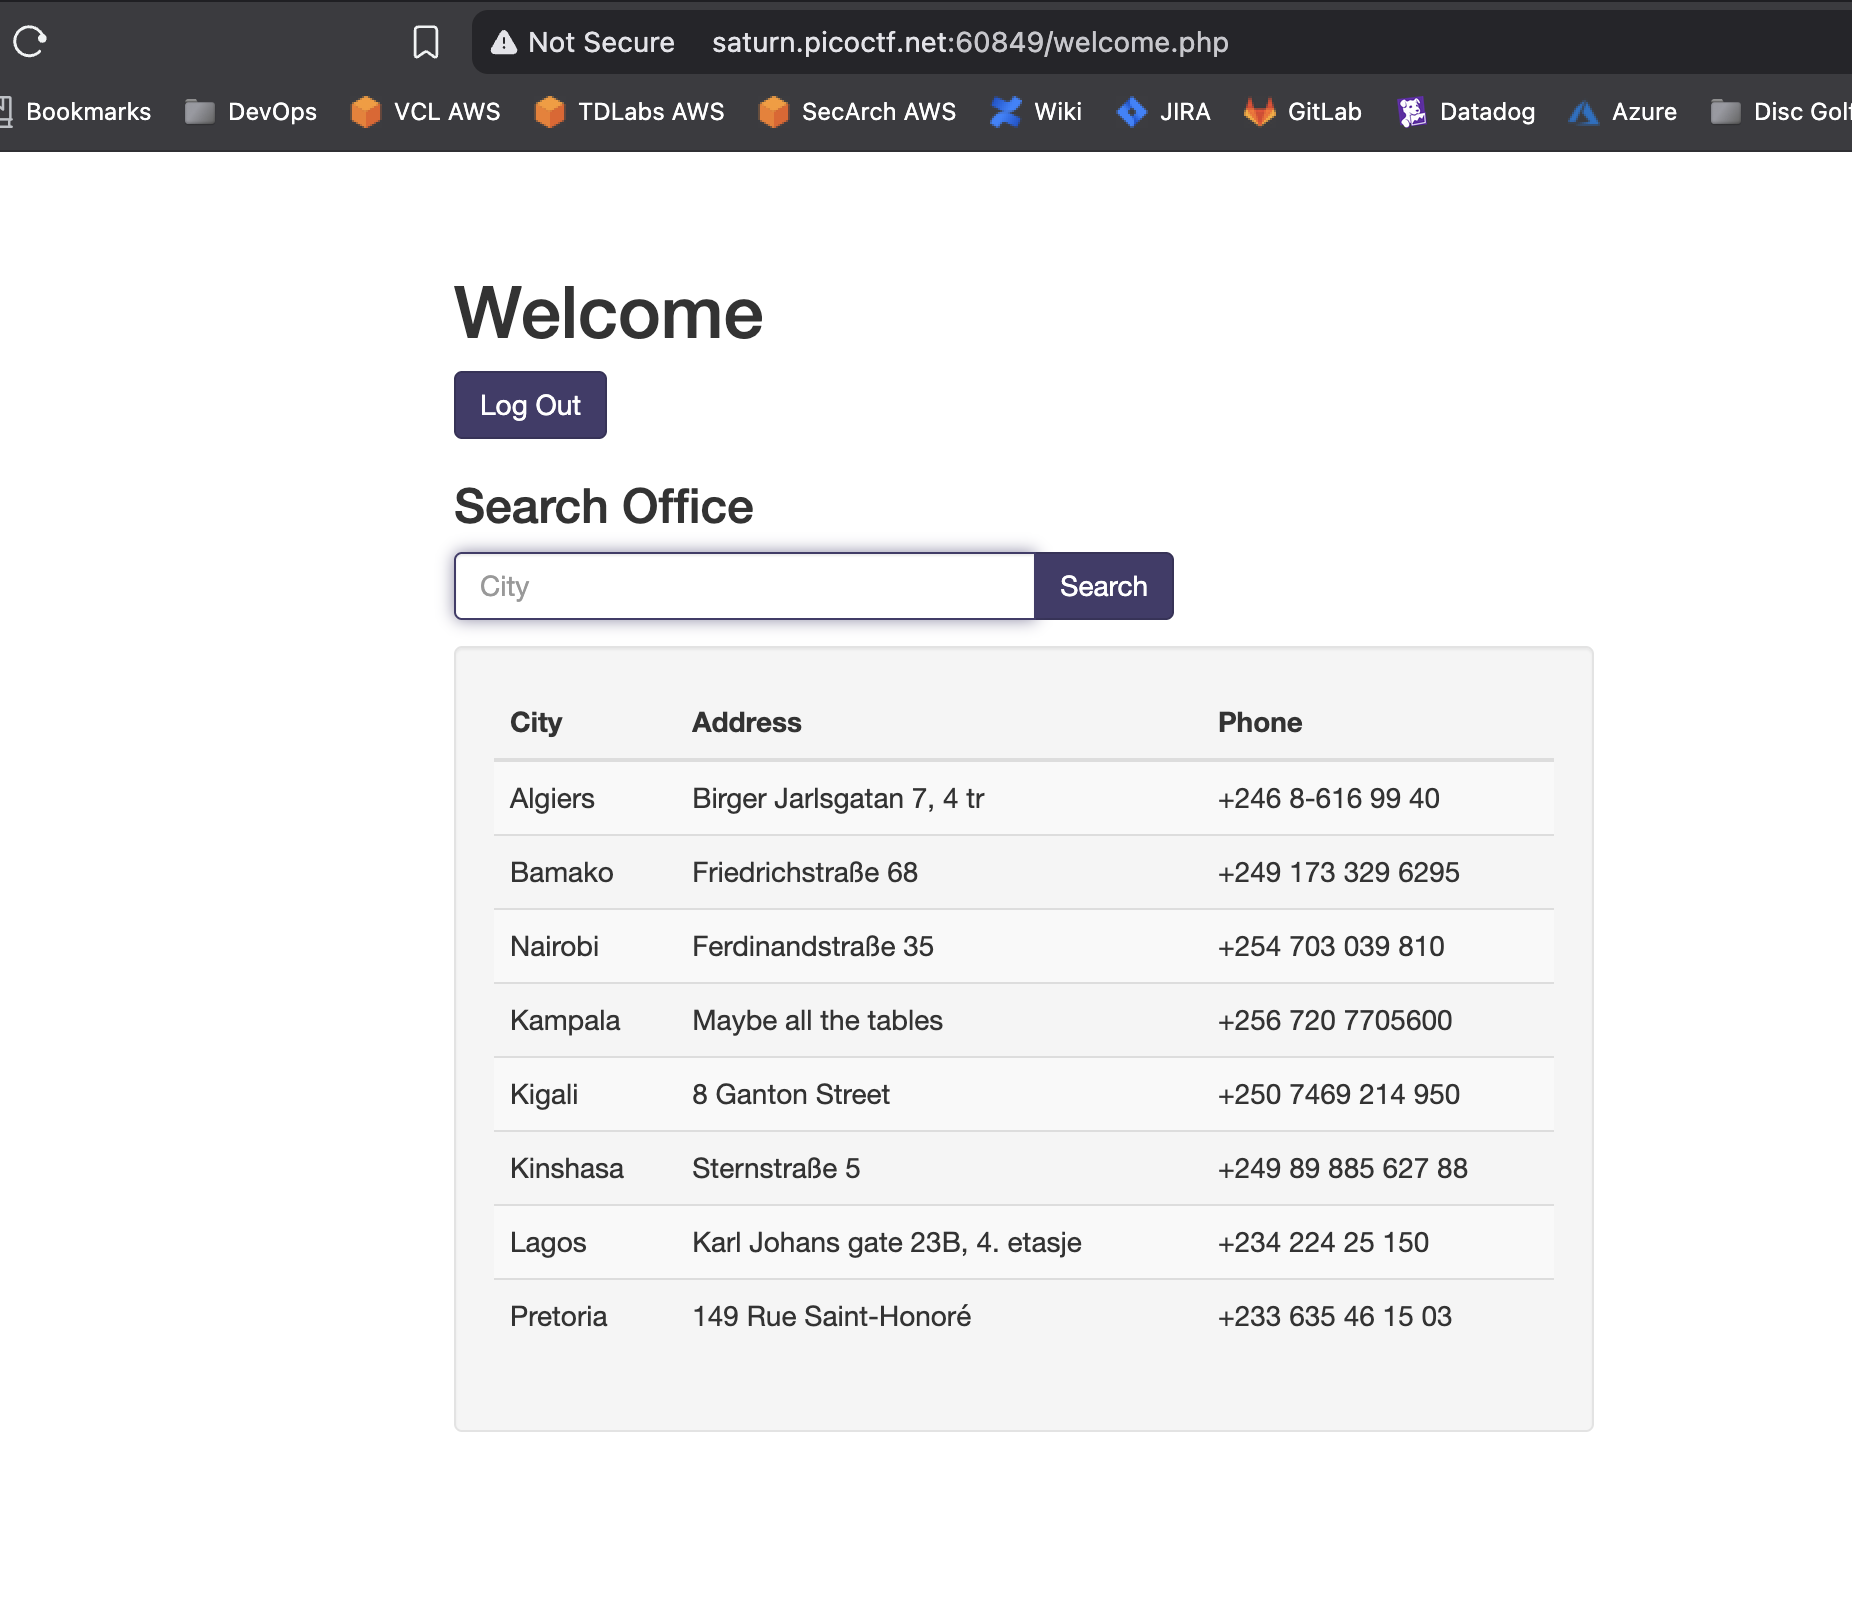 Not Secure saturn.picoctf.net:60849/welcome.php
Bookmarks DevOps VCL AWS TDLabs AWS SecArch AWS Wiki JIRA GitLab Datadog Azure Disc Golf
Welcome
Log Out
Search Office
City Search
City Address Phone
Algiers Birger Jarlsgatan 7, 4 tr +246 8-616 99 40
Bamako Friedrichstraße 68 +249 173 329 6295
Nairobi Ferdinandstraße 35 +254 703 039 810
Kampala Maybe all the tables +256 720 7705600
Kigali 8 Ganton Street +250 7469 214 950
Kinshasa Sternstraße 5 +249 89 885 627 88
Lagos Karl Johans gate 23B, 4. etasje +234 224 25 150
Pretoria 149 Rue Saint-Honoré +233 635 46 15 03